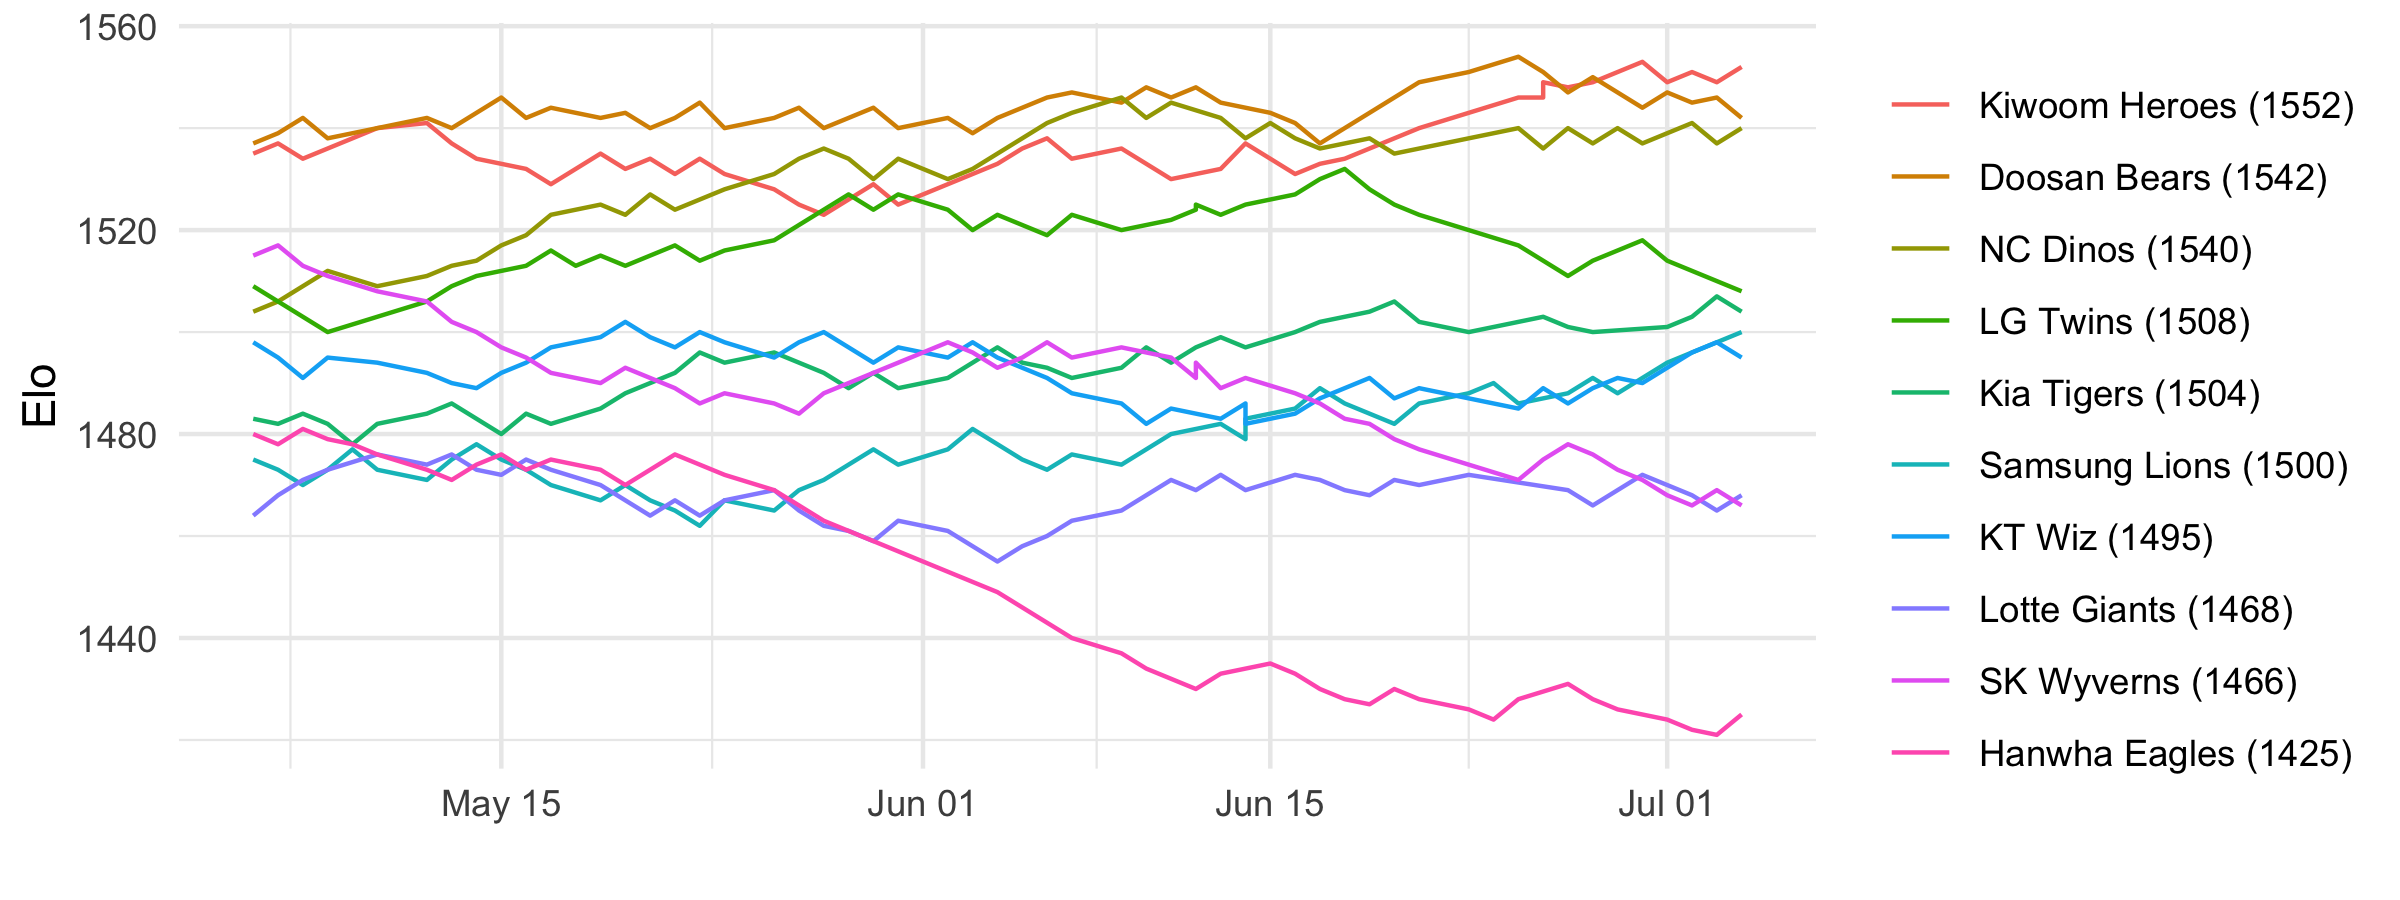 Elo
1560
1520
1480
1440
May 15
Jun 01
Jun 15
Jul 01
Kiwoom Heroes (1552)
Doosan Bears (1542)
NC Dinos (1540)
LG Twins (1508)
Kia Tigers (1504)
Samsung Lions (1500)
KT Wiz (1495)
Lotte Giants (1468)
SK Wyverns (1466)
Hanwha Eagles (1425)